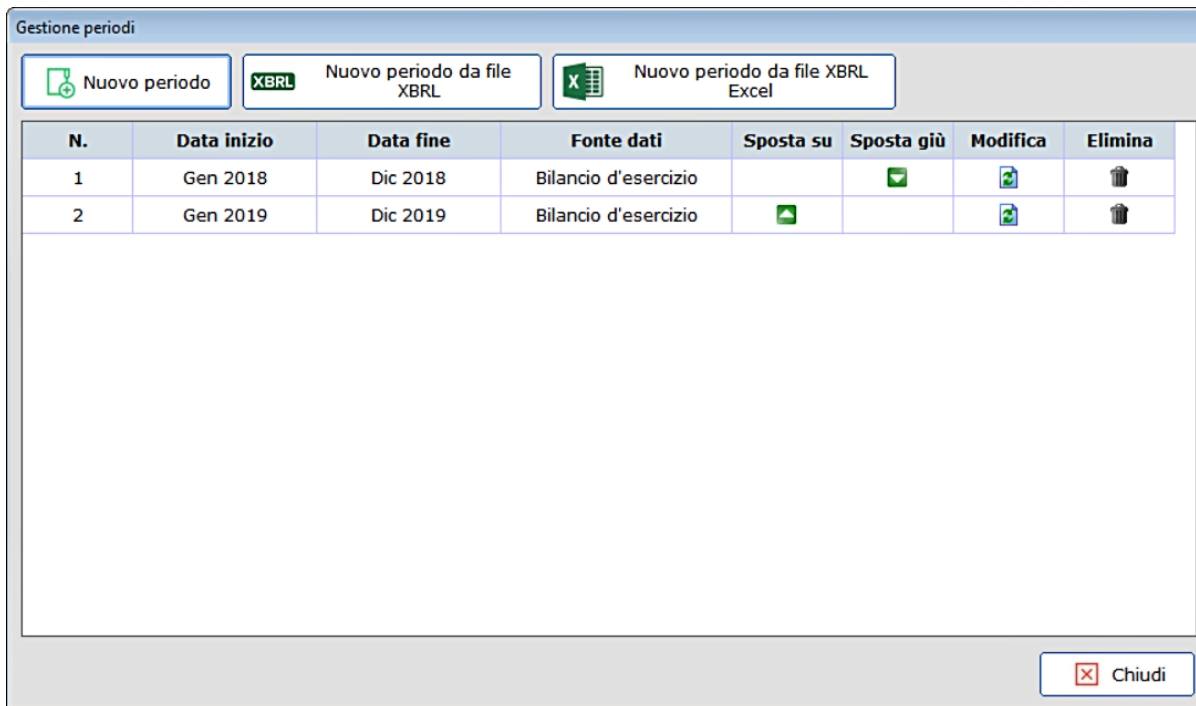 Gestione periodi
Nuovo periodo
XBRL
Nuovo periodo da file
XBRL
X
Nuovo periodo da file XBRL
Excel
N. Data inizio Data fine Fonte dati Sposta su Sposta giù Modifica Elimina
1 Gen 2018 Dic 2018 Bilancio d'esercizio
2 Gen 2019 Dic 2019 Bilancio d'esercizio
Chiudi